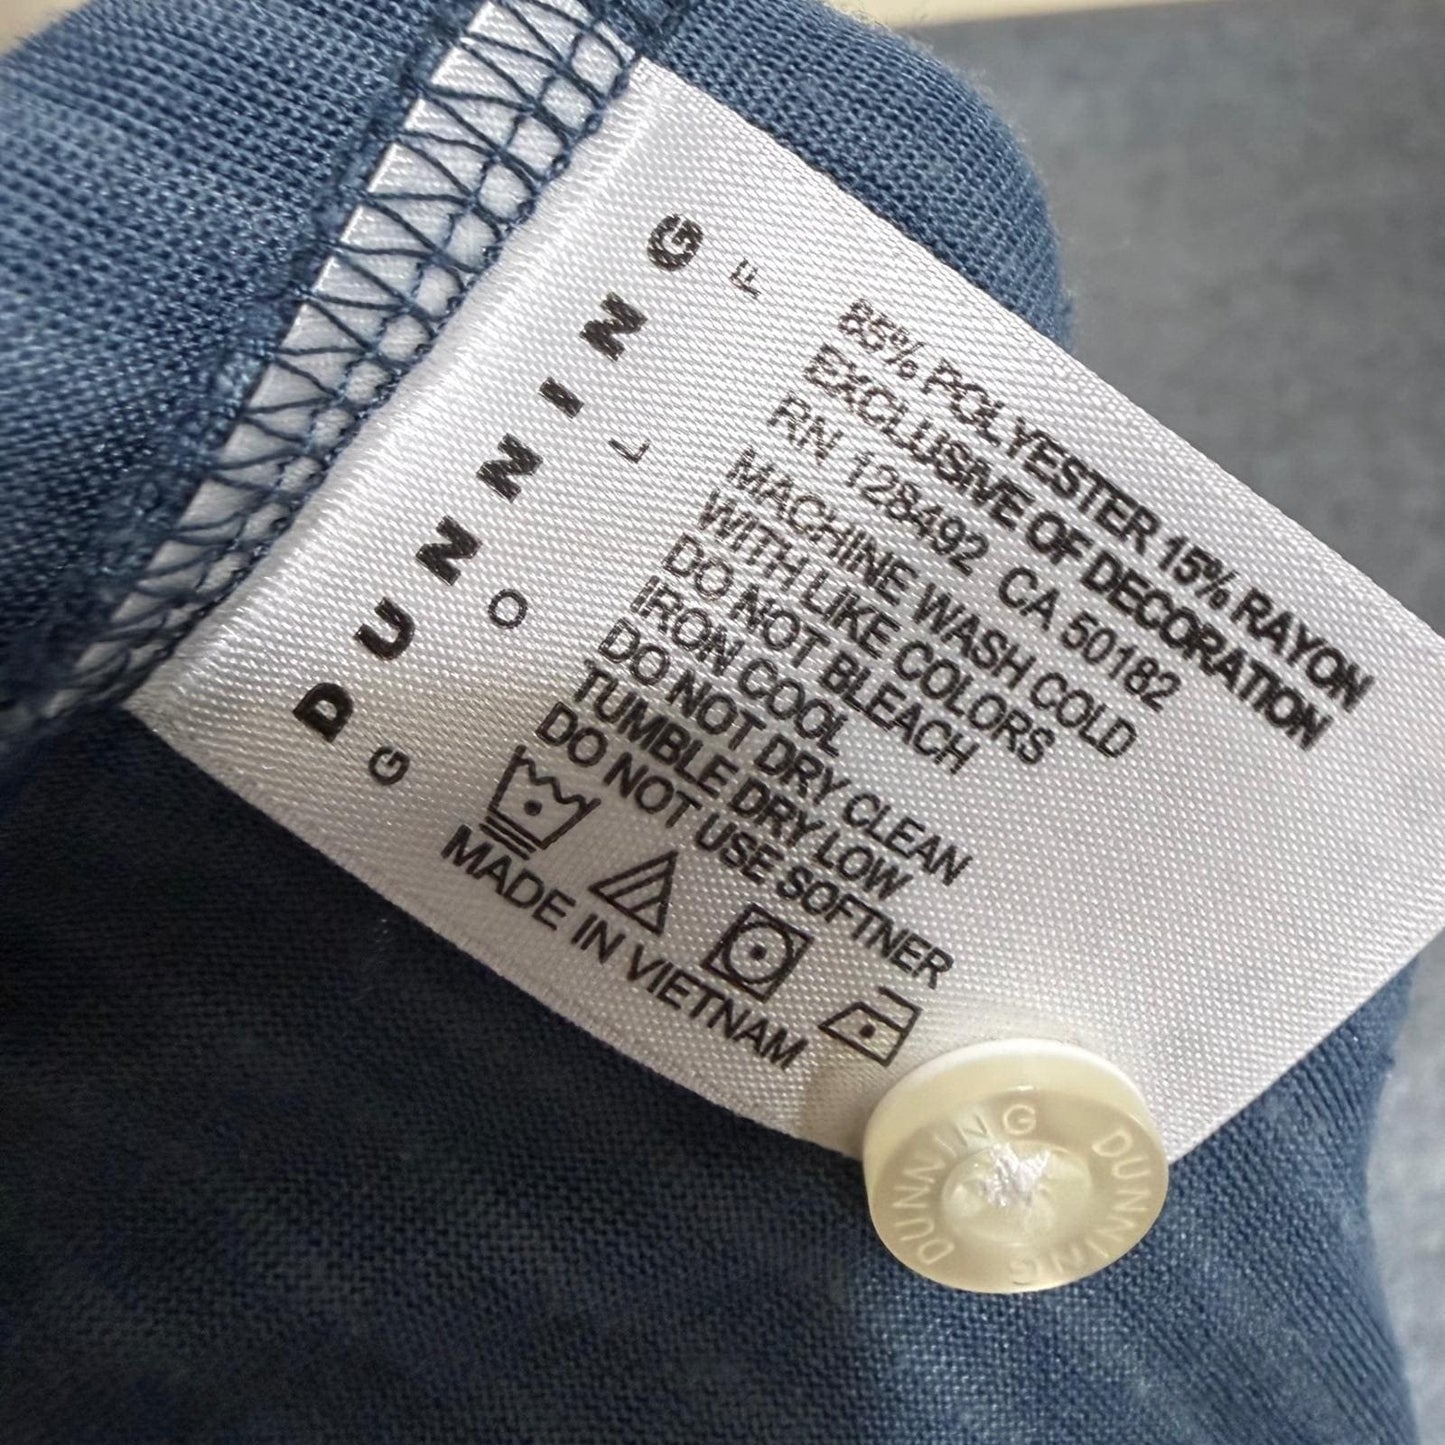 DUNNING
GOLF
85% POLYESTER 15% RAYON
EXCLUSIVE OF DECORATION
RN 128492 CA 50182
MACHINE WASH COLD
WITH LIKE COLORS
DO NOT BLEACH
IRON COOL
DO NOT DRY CLEAN
TUMBLE DRY LOW
DO NOT USE SOFTNER
MADE IN VIETNAM
DUNNING DUNNING